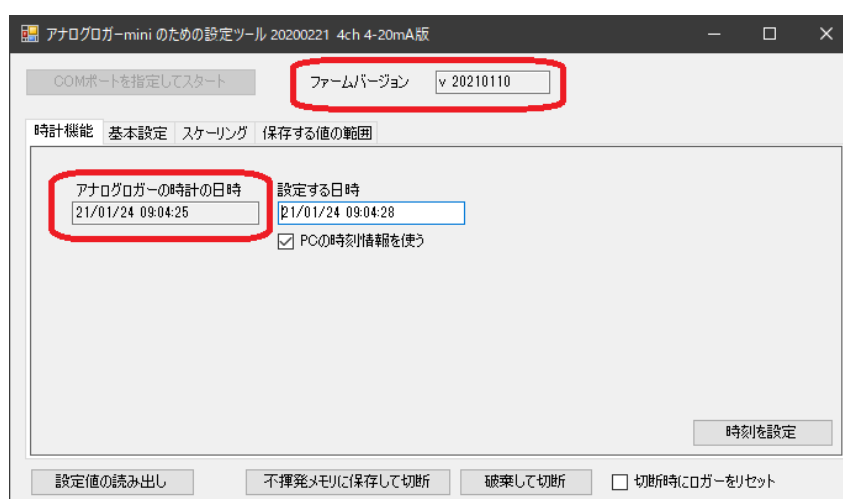 アナログロガーmini のための設定ツール 20200221 4ch 4-20mA版
COMポートを指定してスタート
ファームバージョン
v 20210110
時計機能 基本設定 スケーリング 保存する値の範囲
アナログロガーの時計の日時
設定する日時
21/01/24 09:04:25
21/01/24 09:04:28
PCの時刻情報を使う
時刻を設定
設定値の読み出し
不揮発メモリに保存して切断
破棄して切断
切断時にロガーをリセット